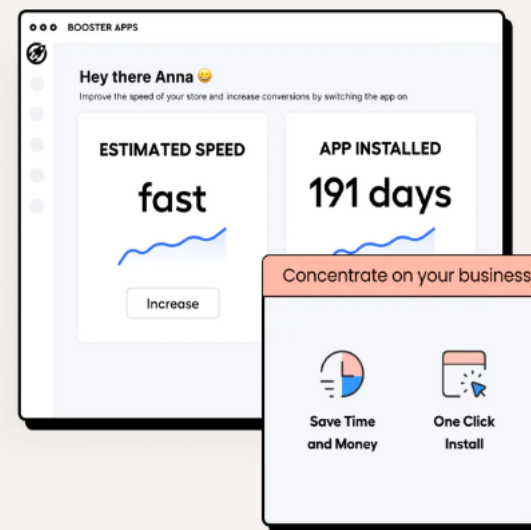 BOOSTER APPS
Hey there Anna 😄
Improve the speed of your store and increase conversions by switching the app on
ESTIMATED SPEED
fast
Increase
APP INSTALLED
191 days
Concentrate on your business
Save Time
and Money
One Click
Install